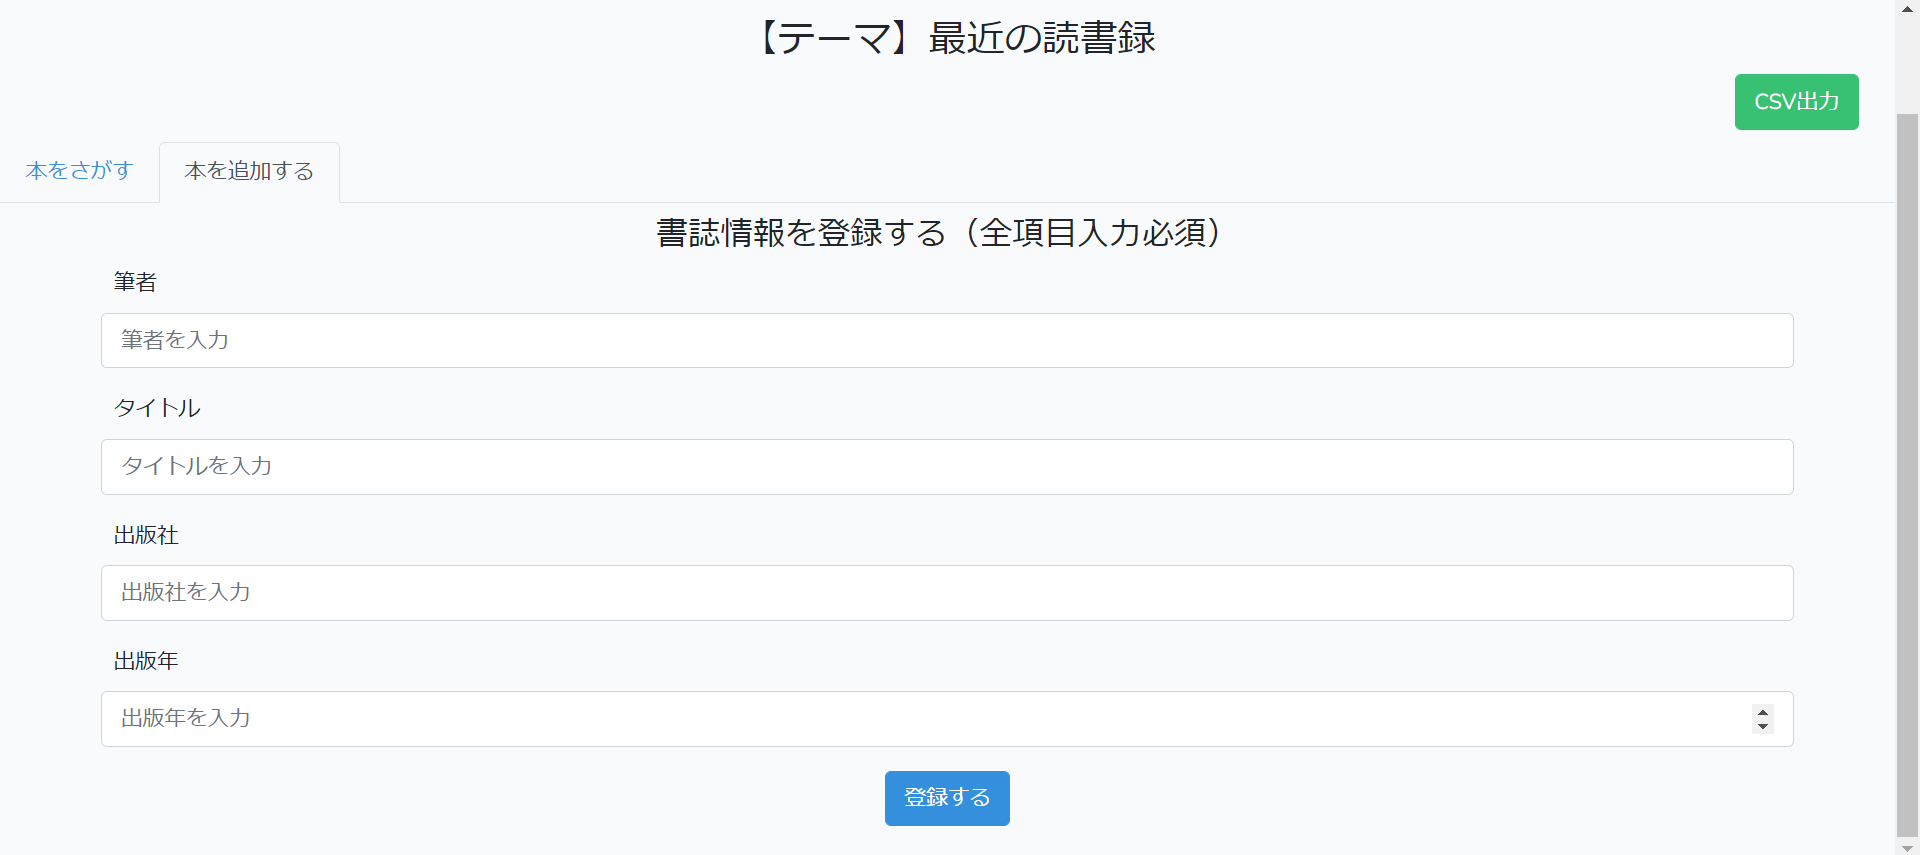 【テーマ】最近の読書録
CSV出力
本をさがす 本を追加する
書誌情報を登録する（全項目入力必須）
筆者
筆者を入力
タイトル
タイトルを入力
出版社
出版社を入力
出版年
出版年を入力
登録する